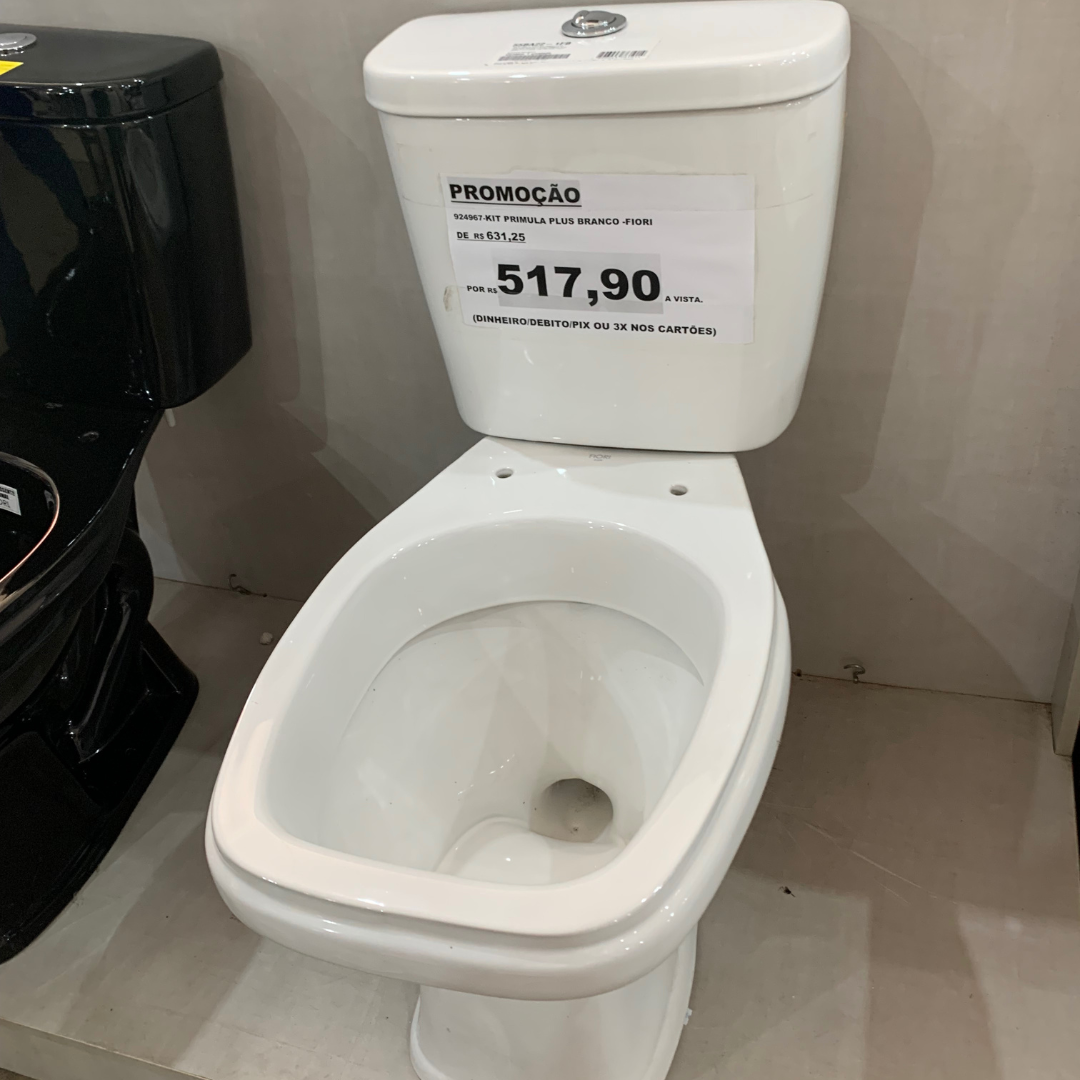 PROMOÇÃO
924967-KIT PRIMULA PLUS BRANCO -FIORI
DE R$ 631,25
POR R$ 517,90 A VISTA.
(DINHEIRO/DEBITO/PIX OU 3X NOS CARTÕES)
FIORI